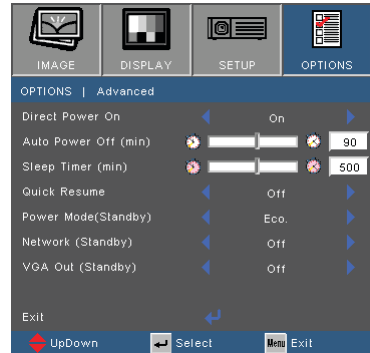 IMAGE DISPLAY SETUP OPTIONS
OPTIONS | Advanced
Direct Power On On
Auto Power Off (min) 90
Sleep Timer (min) 500
Quick Resume Off
Power Mode(Standby) Eco.
Network (Standby) Off
VGA Out (Standby) Off
Exit
UpDown Select Menu Exit